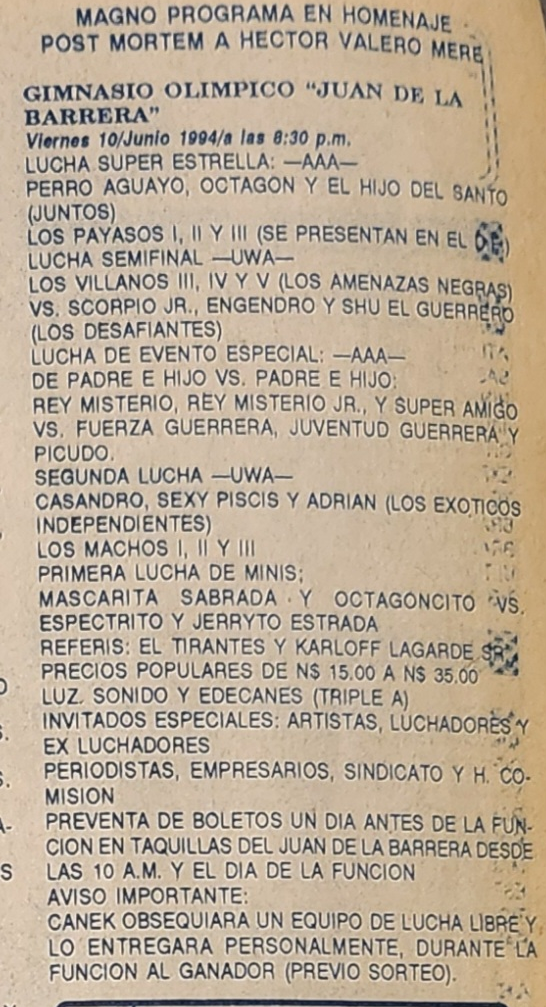 MAGNO PROGRAMA EN HOMENAJE
POST MORTEM A HECTOR VALERO MERE
GIMNASIO OLIMPICO "JUAN DE LA
BARRERA"
Viernes 10/Junio 1994/a las 8:30 p.m.
LUCHA SUPER ESTRELLA: —AAA—
PERRO AGUAYO, OCTAGON Y EL HIJO DEL SANTO
(JUNTOS)
LOS PAYASOS I, II Y III (SE PRESENTAN EN EL D.F.)
LUCHA SEMIFINAL —UWA—
LOS VILLANOS III, IV Y V (LOS AMENAZAS NEGRAS)
VS. SCORPIO JR., ENGENDRO Y SHU EL GUERRERO
(LOS DESAFIANTES)
LUCHA DE EVENTO ESPECIAL: —AAA—
DE PADRE E HIJO VS. PADRE E HIJO:
REY MISTERIO, REY MISTERIO JR., Y SUPER AMIGO
VS. FUERZA GUERRERA, JUVENTUD GUERRERA Y
PICUDO.
SEGUNDA LUCHA —UWA—
CASANDRO, SEXY PISCIS Y ADRIAN (LOS EXOTICOS
INDEPENDIENTES)
LOS MACHOS I, II Y III
PRIMERA LUCHA DE MINIS;
MASCARITA SABRADA Y OCTAGONCITO VS.
ESPECTRITO Y JERRYTO ESTRADA
REFERIS: EL TIRANTES Y KARLOFF LAGARDE SR.
PRECIOS POPULARES DE N$ 15.00 A N$ 35.00
LUZ. SONIDO Y EDECANES (TRIPLE A)
INVITADOS ESPECIALES: ARTISTAS, LUCHADORES Y
EX LUCHADORES
PERIODISTAS, EMPRESARIOS, SINDICATO Y H. CO-
MISION
PREVENTA DE BOLETOS UN DIA ANTES DE LA FUN-
CION EN TAQUILLAS DEL JUAN DE LA BARRERA DESDE
LAS 10 A.M. Y EL DIA DE LA FUNCION
AVISO IMPORTANTE:
CANEK OBSEQUIARA UN EQUIPO DE LUCHA LIBRE Y
LO ENTREGARA PERSONALMENTE, DURANTE LA
FUNCION AL GANADOR (PREVIO SORTEO).